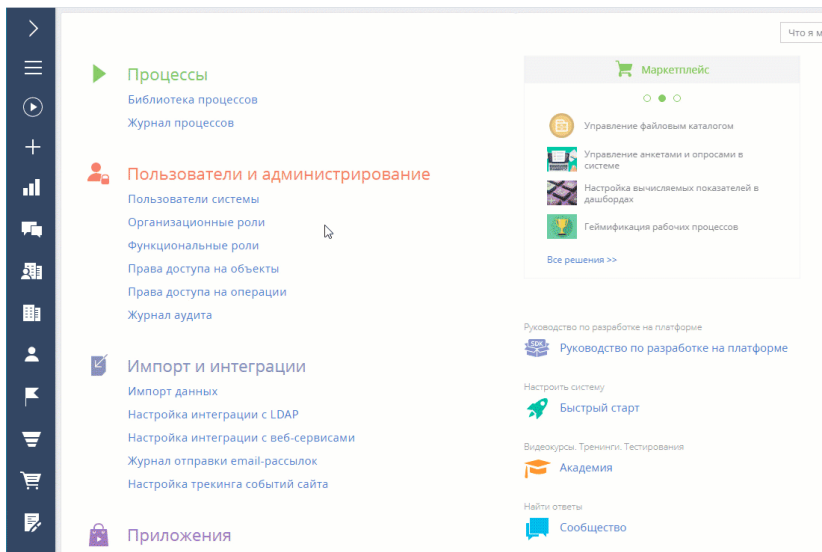 Что я м
Процессы
Библиотека процессов
Журнал процессов
Пользователи и администрирование
Пользователи системы
Организационные роли
Функциональные роли
Права доступа на объекты
Права доступа на операции
Журнал аудита
Импорт и интеграции
Импорт данных
Настройка интеграции с LDAP
Настройка интеграции с веб-сервисами
Журнал отправки email-рассылок
Настройка трекинга событий сайта
Приложения
Маркетплейс
Управление файловым каталогом
Управление анкетами и опросами в
системе
Настройка вычисляемых показателей в
дашбордах
Геймификация рабочих процессов
Все решения >>
Руководство по разработке на платформе
SDK
Руководство по разработке на платформе
Настроить систему
Быстрый старт
Видеокурсы. Тренинги. Тестирования
Академия
Найти ответы
Сообщество